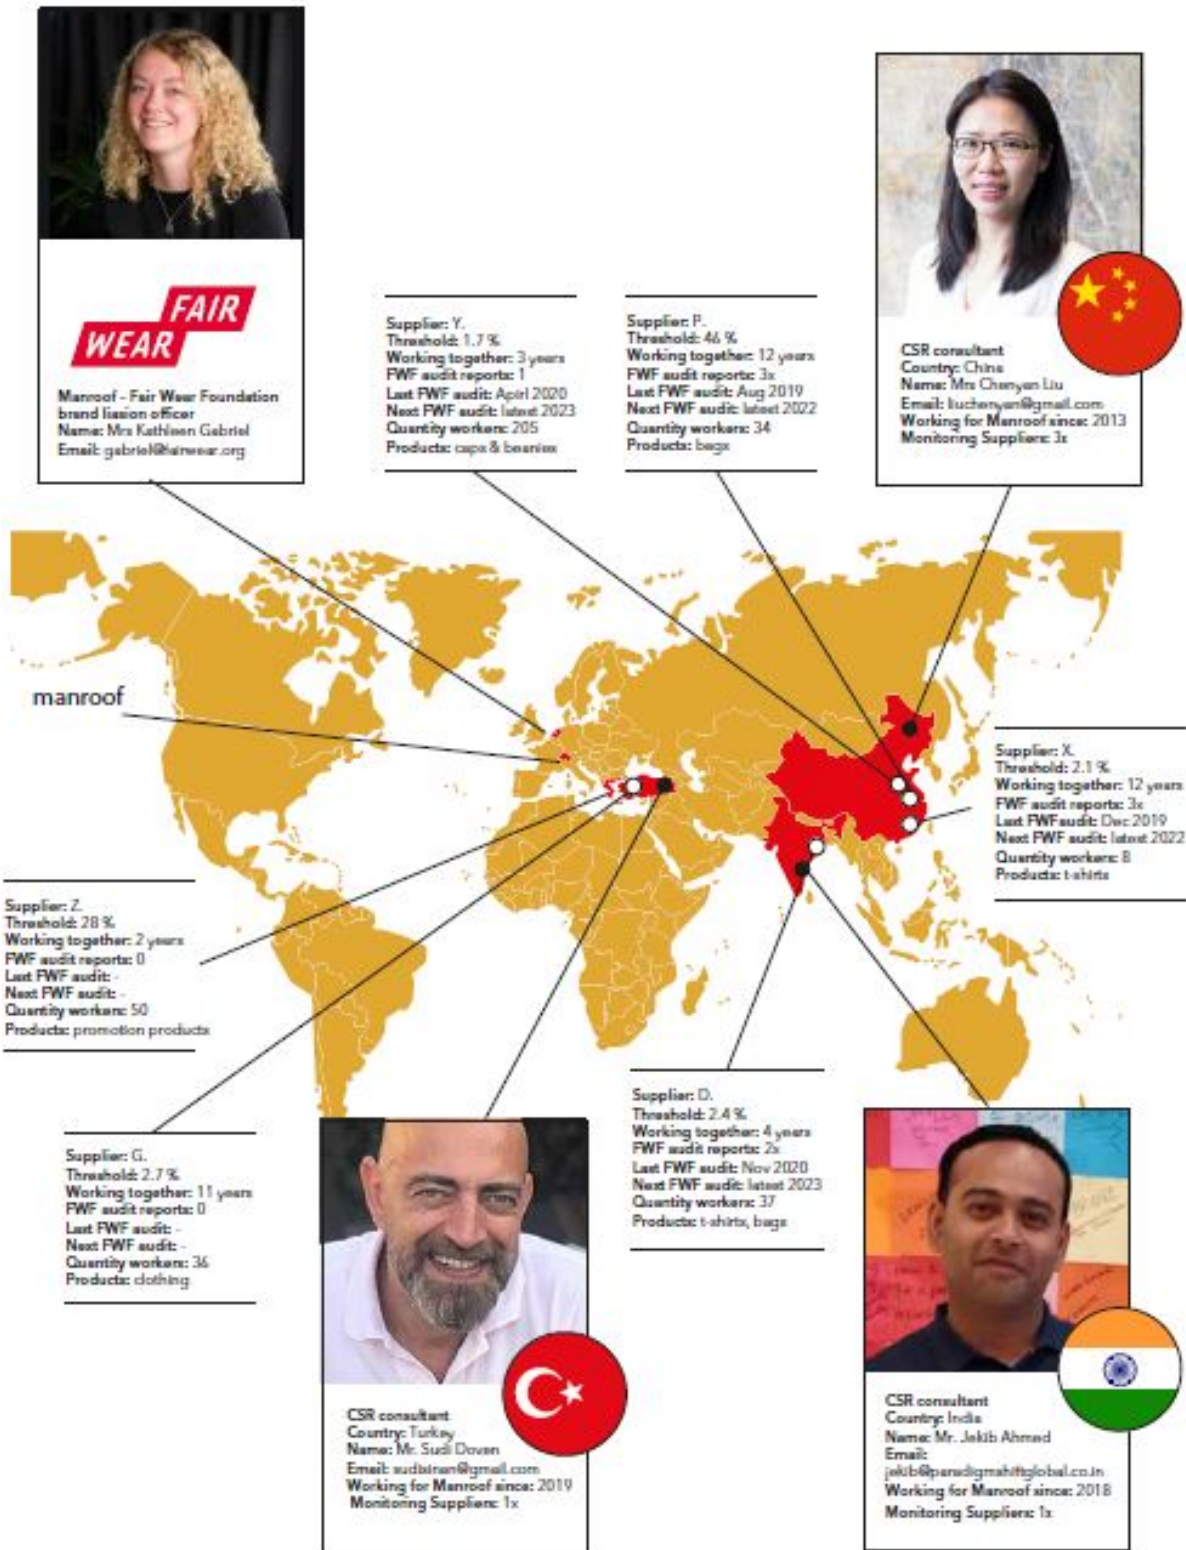 FAIR
WEAR
Manroof - Fair Wear Foundation
brand liasion officer
Name: Mrs Kathleen Gabriel
Email: gabriel@fairwear.org
Supplier: Y.
Threshold: 1.7 %
Working together: 3 years
FWF audit reports: 1
Last FWF audit: April 2020
Next FWF audit: latest 2023
Quantity workers: 205
Products: caps & beanies
Supplier: P.
Threshold: 46 %
Working together: 12 years
FWF audit reports: 3x
Last FWF audit: Aug 2019
Next FWF audit: latest 2022
Quantity workers: 34
Products: bags
CSR consultant
Country: China
Name: Mrs Chenyan Liu
Email: liuchenyan@gmail.com
Working for Manroof since: 2013
Monitoring Suppliers: 3x
manroof
Supplier: X.
Threshold: 2.1 %
Working together: 12 years
FWF audit reports: 3x
Last FWFaudit: Dec 2019
Next FWF audit: latest 2022
Quantity workers: 8
Products: t-shirts
Supplier: Z.
Threshold: 28 %
Working together: 2 years
FWF audit reports: 0
Last FWF audit: -
Next FWF audit: -
Quantity workers: 50
Products: promotion products
Supplier: G.
Threshold: 2.7 %
Working together: 11 years
FWF audit reports: 0
Last FWF audit: -
Next FWF audit: -
Quantity workers: 36
Products: clothing
Supplier: D.
Threshold: 2.4 %
Working together: 4 years
FWF audit reports: 2x
Last FWF audit: Nov 2020
Next FWF audit: latest 2023
Quantity workers: 37
Products: t-shirts, bags
CSR consultant
Country: Turkey
Name: Mr. Sudi Doven
Email: sudisinan@gmail.com
Working for Manroof since: 2019
Monitoring Suppliers: 1x
CSR consultant
Country: India
Name: Mr. Jakib Ahmed
Email:
jakib@paradigmshiftglobal.co.in
Working for Manroof since: 2018
Monitoring Suppliers: 1x